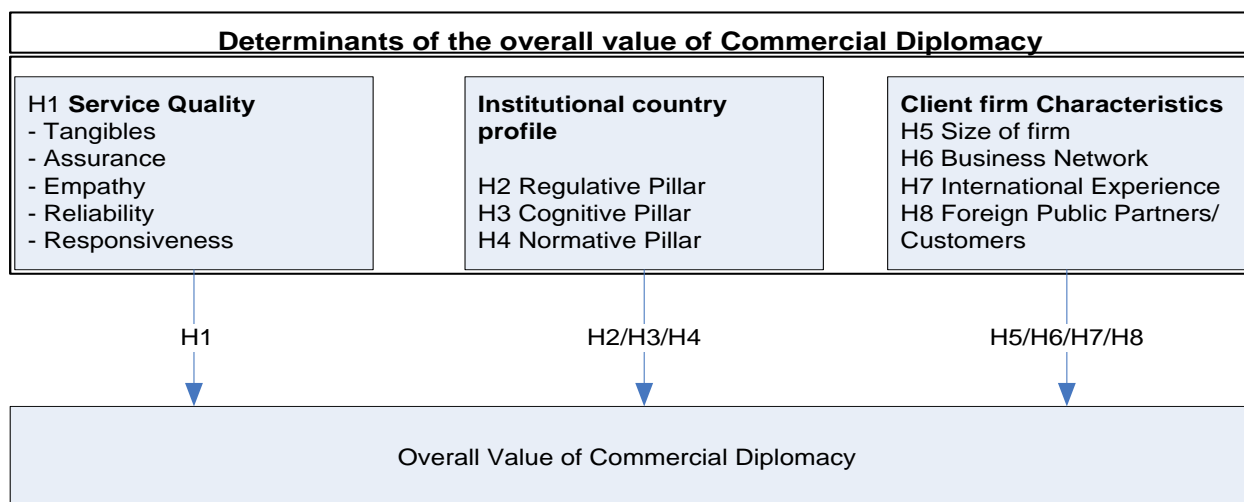 Determinants of the overall value of Commercial Diplomacy
H1 Service Quality
- Tangibles
- Assurance
- Empathy
- Reliability
- Responsiveness
Institutional country
profile
H2 Regulative Pillar
H3 Cognitive Pillar
H4 Normative Pillar
Client firm Characteristics
H5 Size of firm
H6 Business Network
H7 International Experience
H8 Foreign Public Partners/
Customers
H1
H2/H3/H4
H5/H6/H7/H8
Overall Value of Commercial Diplomacy